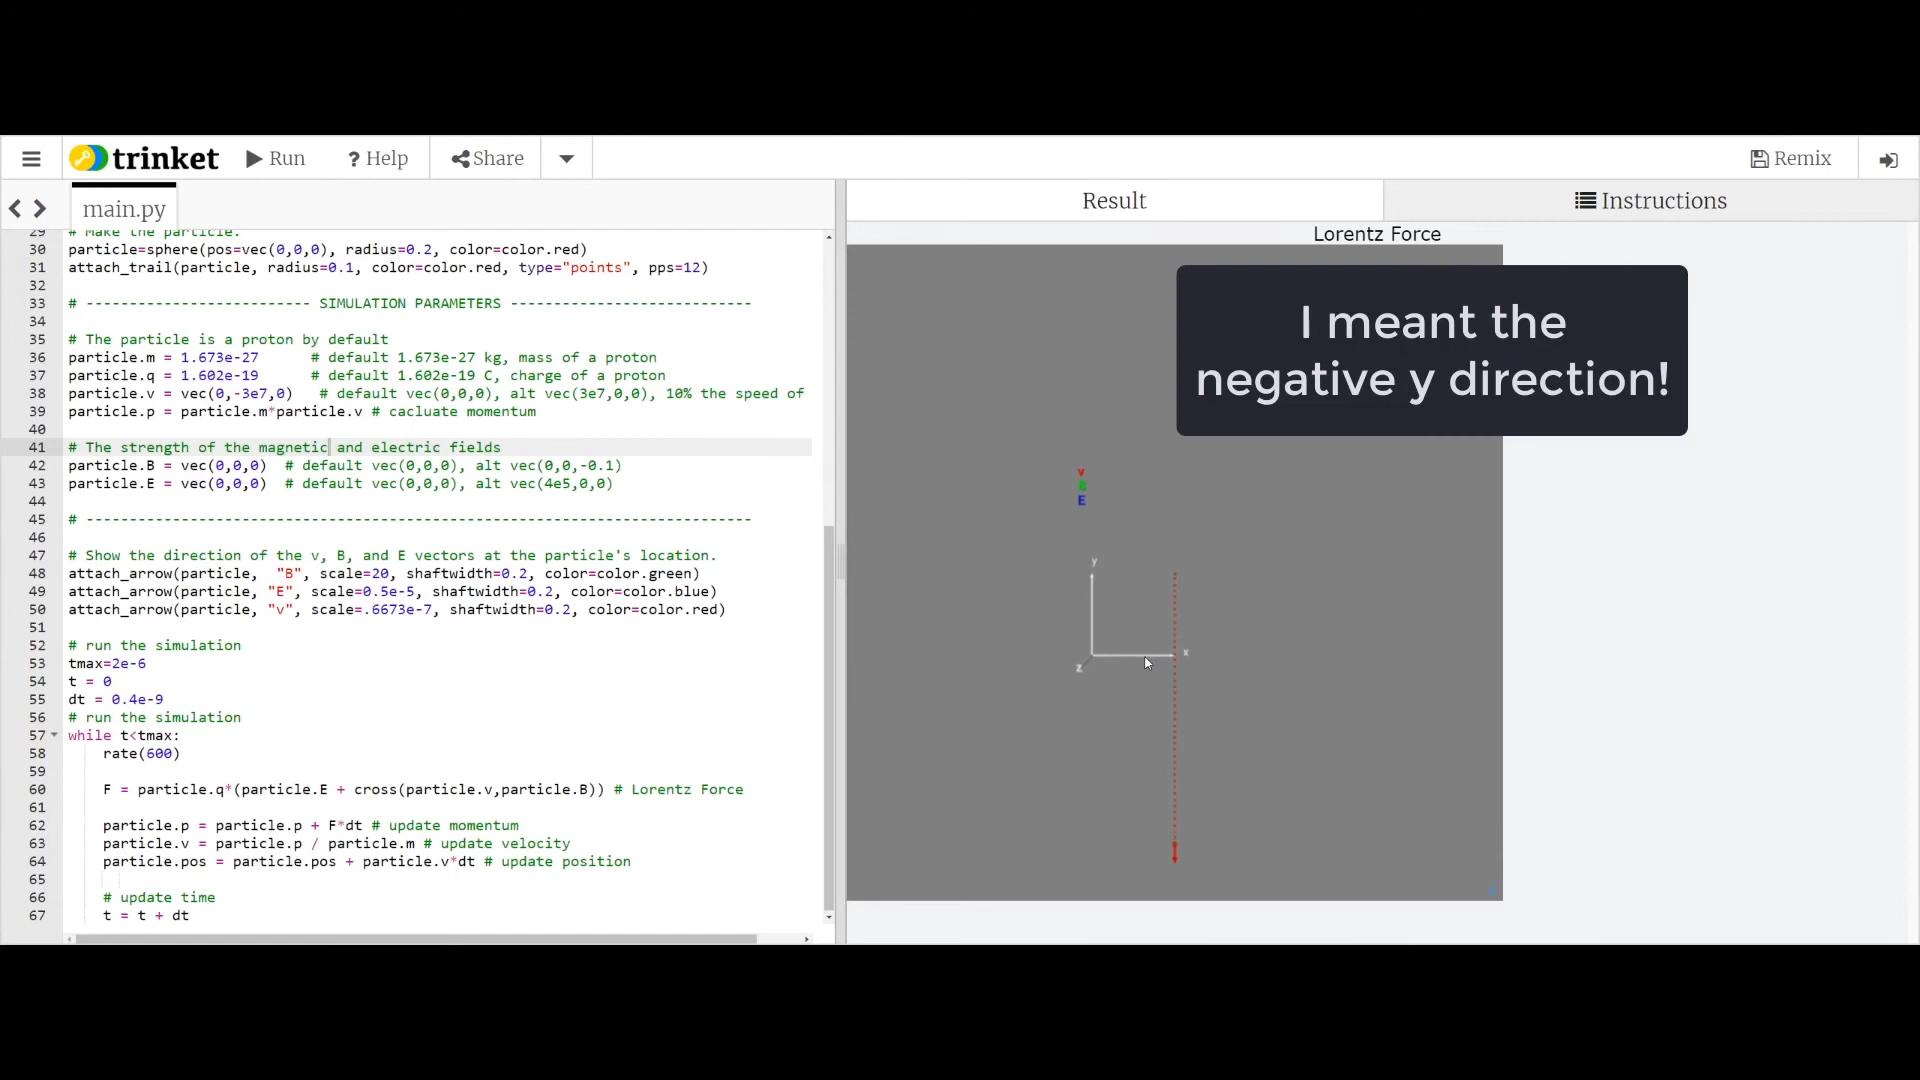 trinket
Run
? Help
Share
Remix
main.py
Result
Instructions
29 # Make the particle.
30 particle=sphere(pos=vec(0,0,0), radius=0.2, color=color.red)
31 attach_trail(particle, radius=0.1, color=color.red, type="points", pps=12)
32
33 # -------------------------- SIMULATION PARAMETERS ----------------------------
34
35 # The particle is a proton by default
36 particle.m = 1.673e-27      # default 1.673e-27 kg, mass of a proton
37 particle.q = 1.602e-19      # default 1.602e-19 C, charge of a proton
38 particle.v = vec(0,-3e7,0)   # default vec(0,0,0), alt vec(3e7,0,0), 10% the speed of
39 particle.p = particle.m*particle.v # cacluate momentum
40
41 # The strength of the magnetic and electric fields
42 particle.B = vec(0,0,0)  # default vec(0,0,0), alt vec(0,0,-0.1)
43 particle.E = vec(0,0,0)  # default vec(0,0,0), alt vec(4e5,0,0)
44
45 # -----------------------------------------------------------------------------
46
47 # Show the direction of the v, B, and E vectors at the particle's location.
48 attach_arrow(particle,  "B", scale=20, shaftwidth=0.2, color=color.green)
49 attach_arrow(particle, "E", scale=0.5e-5, shaftwidth=0.2, color=color.blue)
50 attach_arrow(particle, "v", scale=.6673e-7, shaftwidth=0.2, color=color.red)
51
52 # run the simulation
53 tmax=2e-6
54 t = 0
55 dt = 0.4e-9
56 # run the simulation
57 while t<tmax:
58     rate(600)
59
60     F = particle.q*(particle.E + cross(particle.v,particle.B)) # Lorentz Force
61
62     particle.p = particle.p + F*dt # update momentum
63     particle.v = particle.p / particle.m # update velocity
64     particle.pos = particle.pos + particle.v*dt # update position
65
66     # update time
67     t = t + dt
Lorentz Force
I meant the
negative y direction!
v
B
E
y
x
z